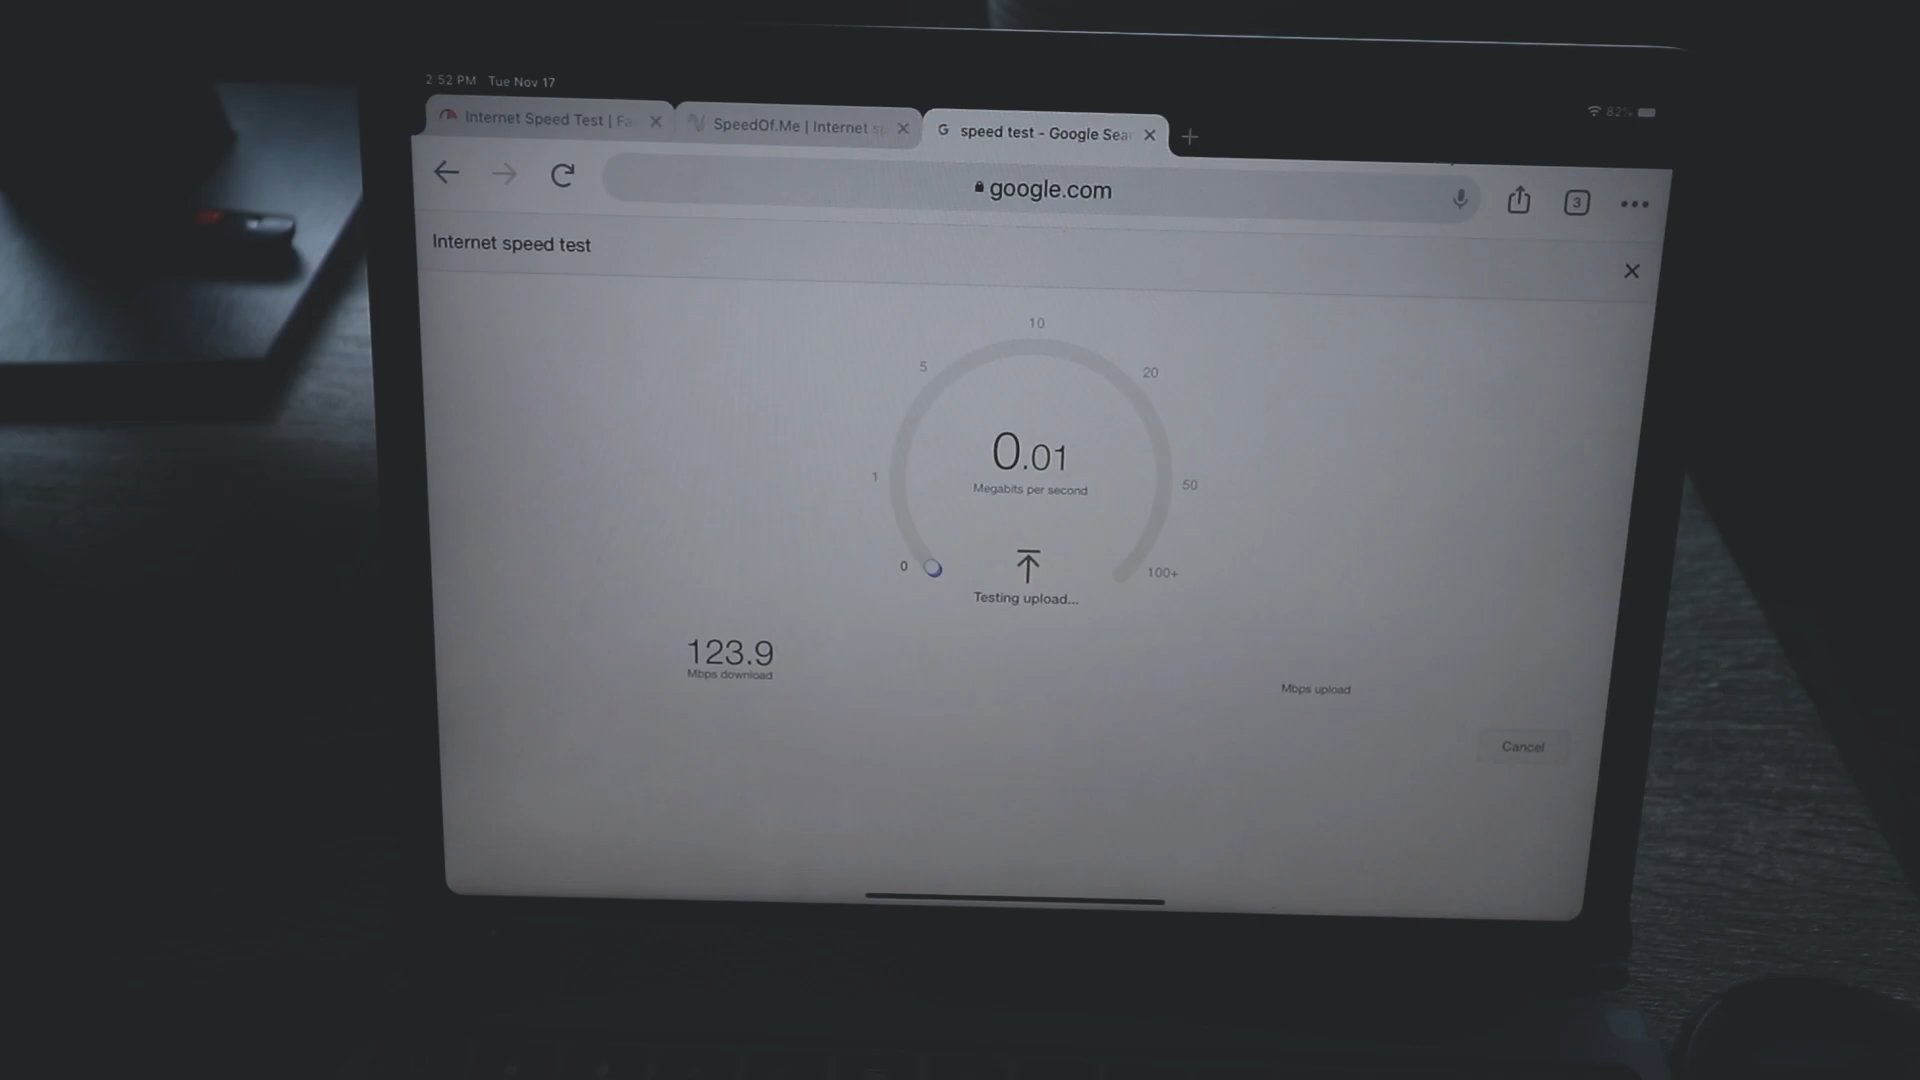 2 52 PM Tue Nov 17
82%
Internet Speed Test | Fa
SpeedOf.Me | Internet sp
G speed test - Google Sear
google.com
3
Internet speed test
10
5
20
0.01
Megabits per second
1
50
0
100+
Testing upload...
123.9
Mbps download
Mbps upload
Cancel